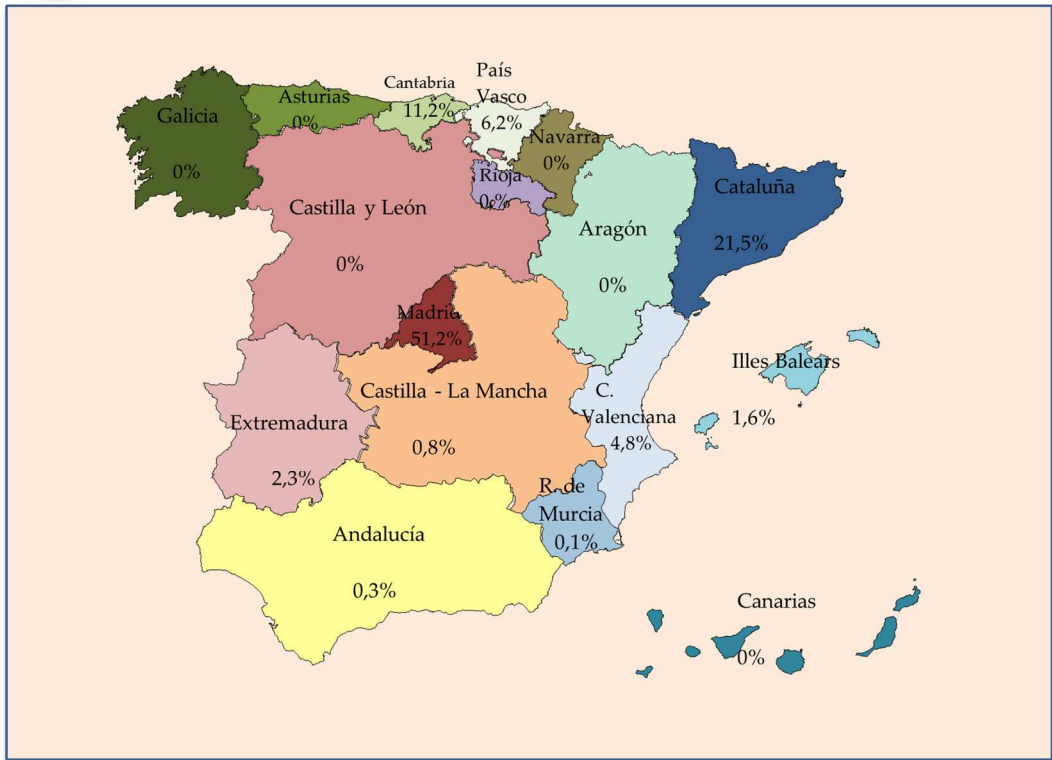 Galicia
0%
Asturias
0%
Cantabria
11,2%
País
Vasco
6,2%
Navarra
0%
Rioja
0%
Castilla y León
0%
Aragón
0%
Cataluña
21,5%
Madrid
51,2%
Castilla - La Mancha
0,8%
C.
Valenciana
4,8%
Illes Balears
1,6%
Extremadura
2,3%
R. de
Murcia
0,1%
Andalucía
0,3%
Canarias
0%